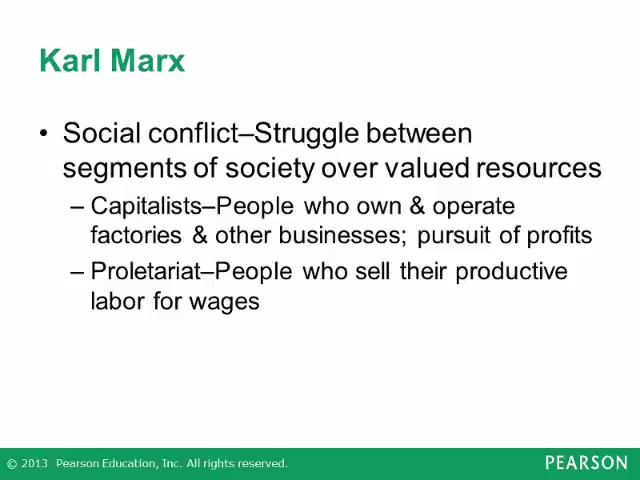 Karl Marx
• Social conflict–Struggle between
segments of society over valued resources
– Capitalists–People who own & operate
factories & other businesses; pursuit of profits
– Proletariat–People who sell their productive
labor for wages
© 2013 Pearson Education, Inc. All rights reserved.
PEARSON